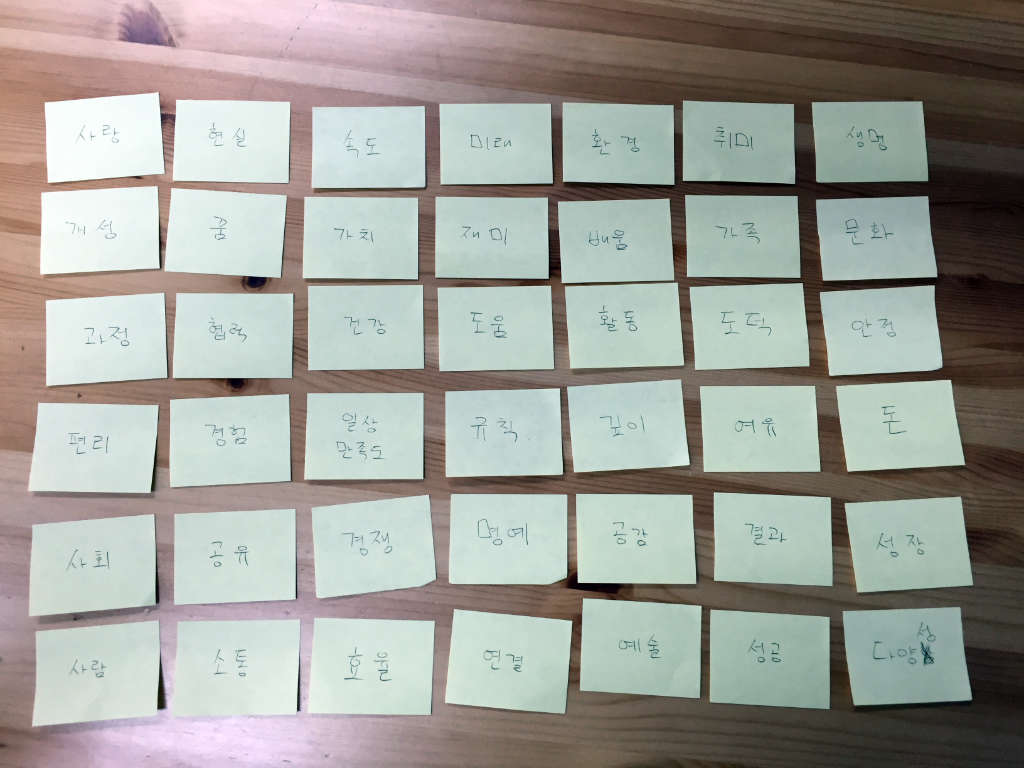 사랑 현실 속도 미래 환경 취미 생명
개성 꿈 가치 재미 배움 가족 문화
과정 협력 건강 도움 활동 도덕 안정
편리 경험 일상 만족도 규칙 깊이 여유 돈
사회 공유 경쟁 명예 공감 결과 성장
사람 소통 효율 연결 예술 성공 다양성